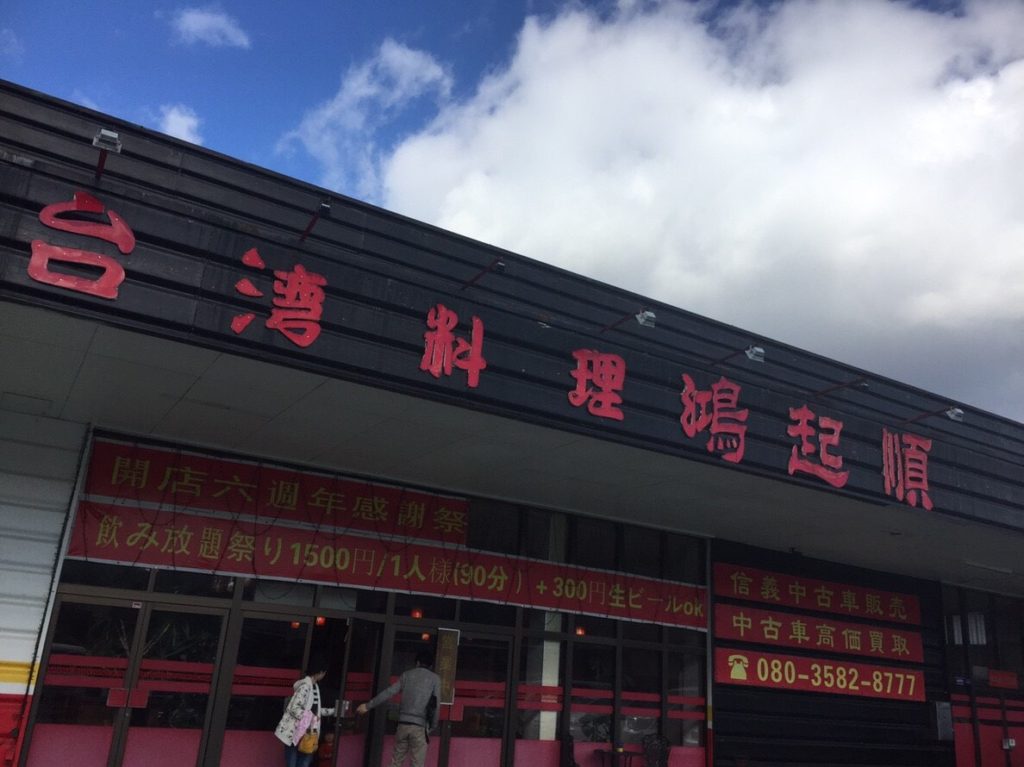 台湾料理鴻起順
開店六週年感謝祭
飲み放題祭り1500円/1人様(90分)+300円生ビールok
信義中古車販売
中古車高価買取
☎080-3582-8777